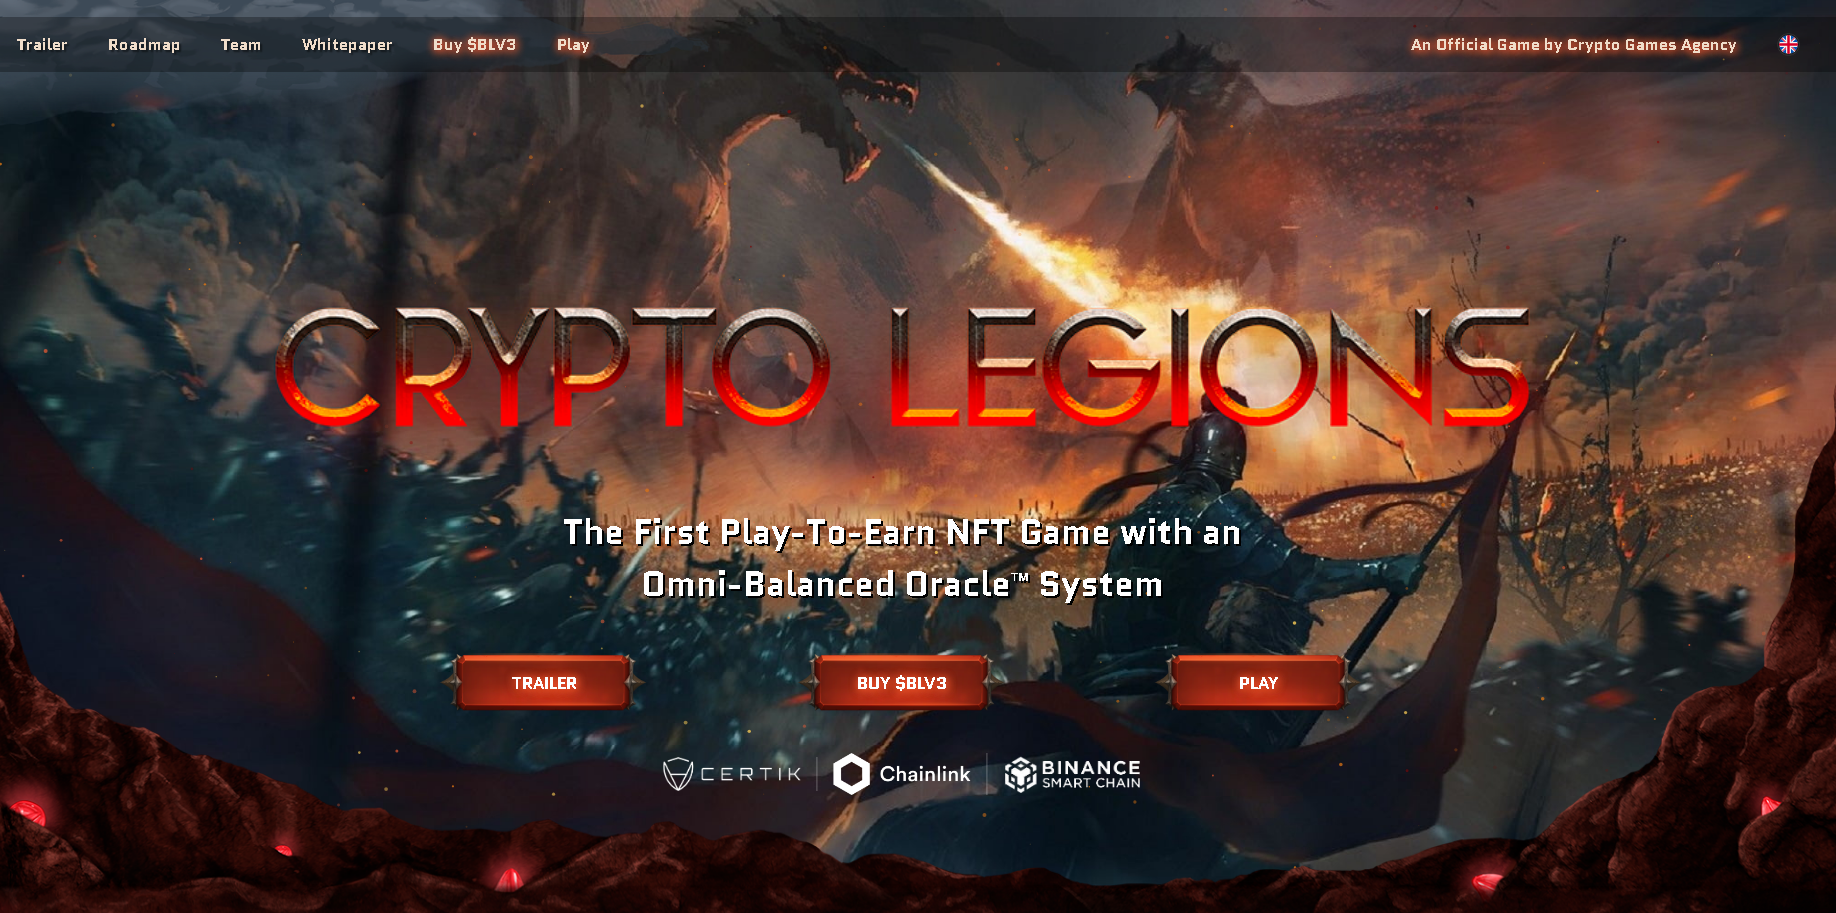 Trailer Roadmap Team Whitepaper Buy $BLV3 Play An Official Game by Crypto Games Agency
CRYPTO LEGIONS
The First Play-To-Earn NFT Game with an
Omni-Balanced Oracle™ System
TRAILER BUY $BLV3 PLAY
CERTIK Chainlink BINANCE
SMART CHAIN